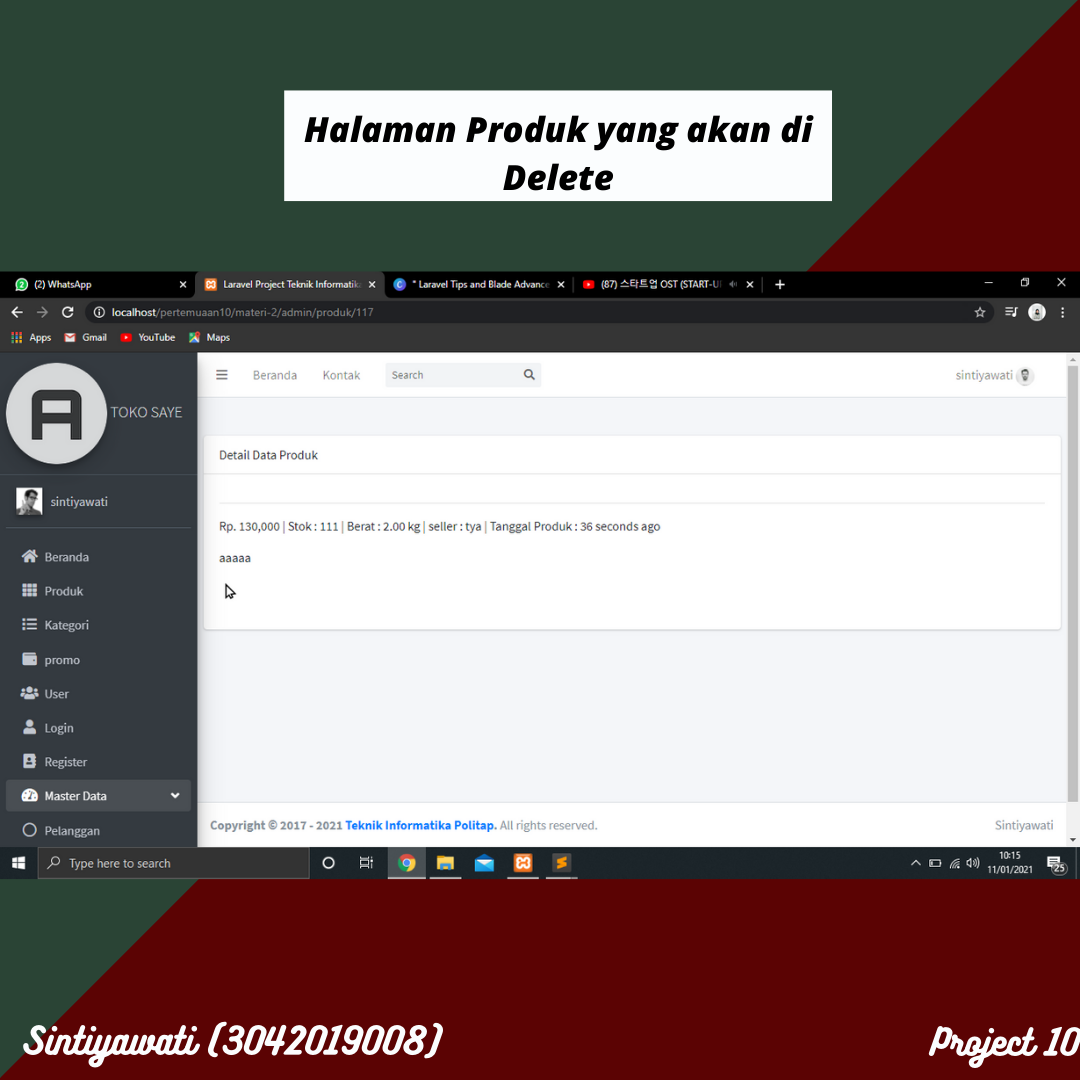 Halaman Produk yang akan di
Delete
(2) WhatsApp
Laravel Project Teknik Informatik
* Laravel Tips and Blade Advance
(87) 스타트업 OST (START-U
localhost/pertemuaan10/materi-2/admin/produk/117
Apps Gmail YouTube Maps
TOKO SAYE
Beranda Kontak Search sintiyawati
Detail Data Produk
sintiyawati
Rp. 130,000 | Stok : 111 | Berat : 2.00 kg | seller : tya | Tanggal Produk : 36 seconds ago
aaaaa
Beranda
Produk
Kategori
promo
User
Login
Register
Master Data
Pelanggan
Copyright © 2017 - 2021 Teknik Informatika Politap. All rights reserved. Sintiyawati
Type here to search
10:15
11/01/2021
25
Sintiyawati (3042019008)
Project 10